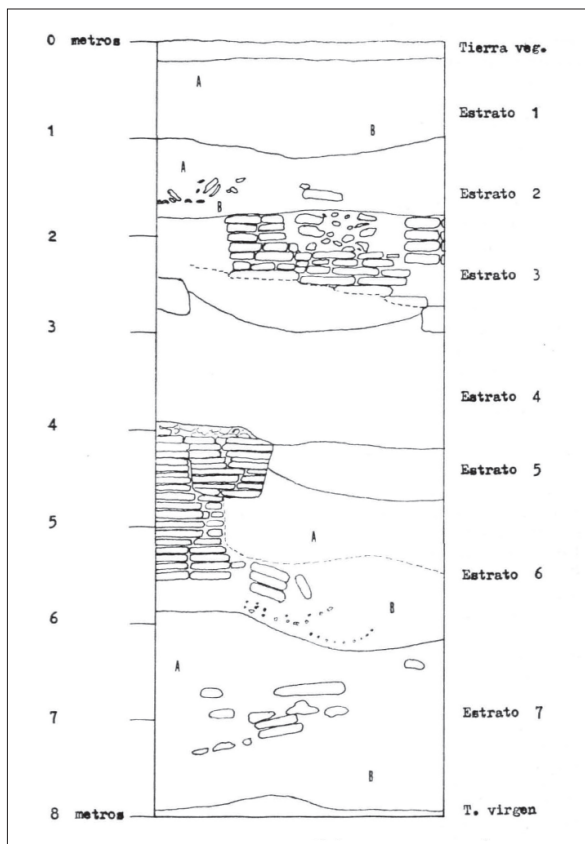 0 metros
Tierra veg.
A
Estrato 1
1
B
A
Estrato 2
B
2
Estrato 3
3
Estrato 4
4
Estrato 5
5
A
Estrato 6
B
6
A
Estrato 7
7
B
8 metros
T. virgen